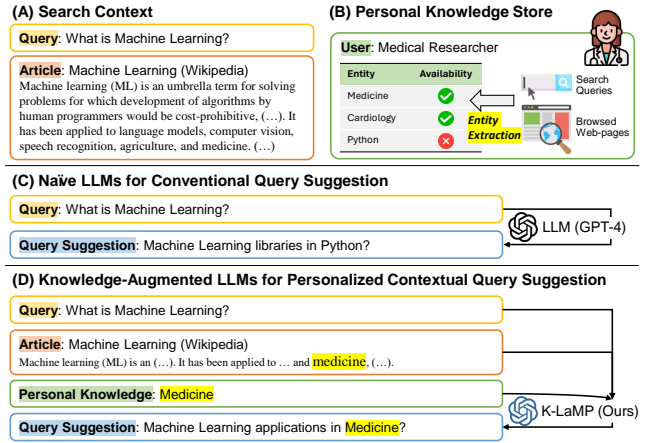 (A) Search Context
Query: What is Machine Learning?
Article: Machine Learning (Wikipedia)
Machine learning (ML) is an umbrella term for solving
problems for which development of algorithms by
human programmers would be cost-prohibitive, (…). It
has been applied to language models, computer vision,
speech recognition, agriculture, and medicine. (…)
(B) Personal Knowledge Store
User: Medical Researcher
Entity Availability
Medicine
Cardiology
Python
Entity
Extraction
Search
Queries
Browsed
Web-pages
(C) Naïve LLMs for Conventional Query Suggestion
Query: What is Machine Learning?
Query Suggestion: Machine Learning libraries in Python?
LLM (GPT-4)
(D) Knowledge-Augmented LLMs for Personalized Contextual Query Suggestion
Query: What is Machine Learning?
Article: Machine Learning (Wikipedia)
Machine learning (ML) is an (…). It has been applied to … and medicine, (…).
Personal Knowledge: Medicine
Query Suggestion: Machine Learning applications in Medicine?
K-LaMP (Ours)